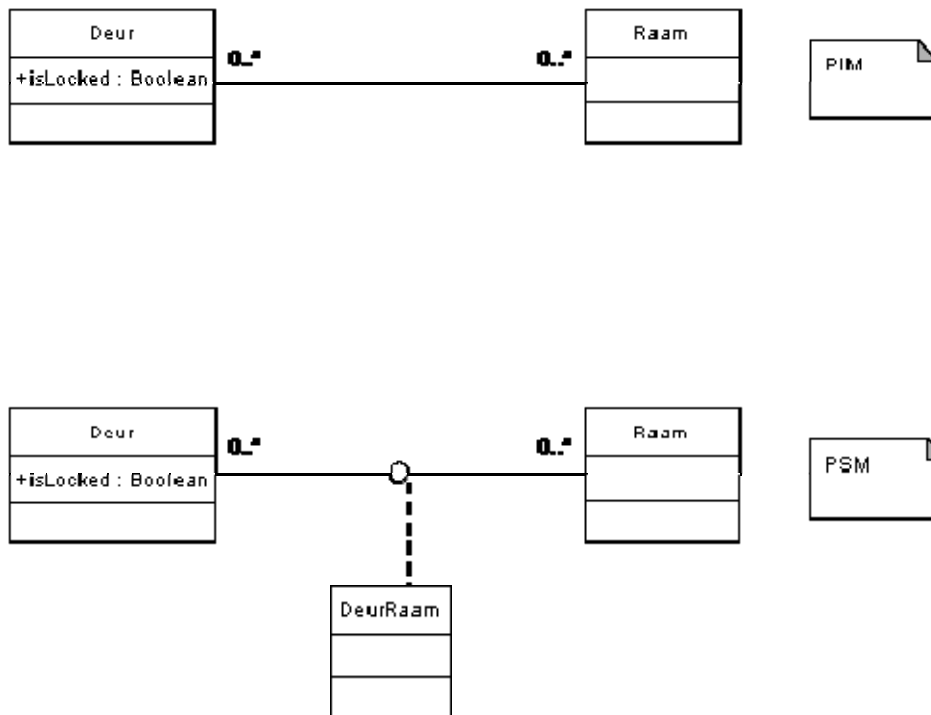 Deur
Raam
PIM
+isLocked : Boolean
0..*
0..*
Deur
Raam
PSM
+isLocked : Boolean
0..*
0..*
DeurRaam